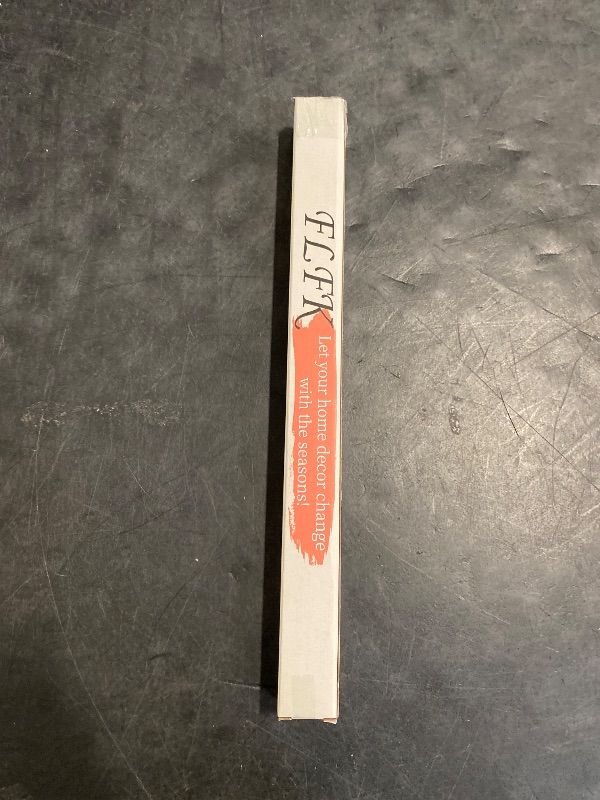 FLFK
Let your home decor change
with the seasons!